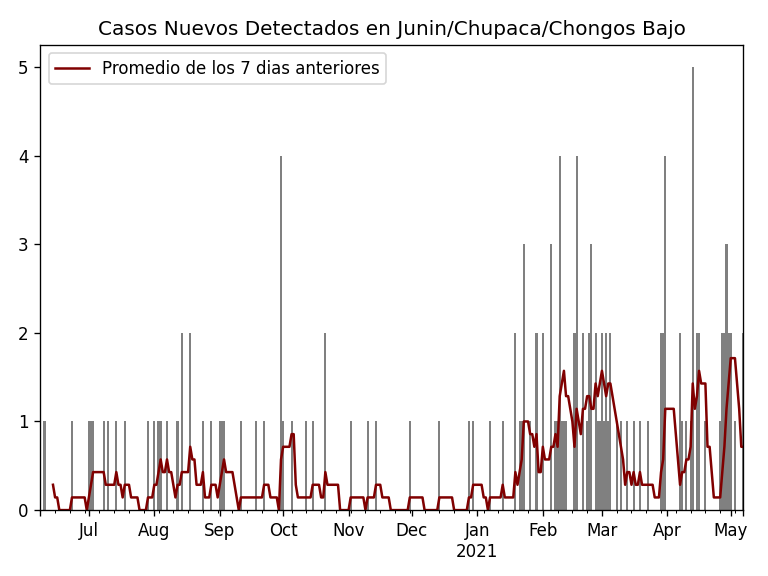 Casos Nuevos Detectados en Junin/Chupaca/Chongos Bajo
Promedio de los 7 dias anteriores
5
4
3
2
1
0
Jul Aug Sep Oct Nov Dec Jan Feb Mar Apr May
2021